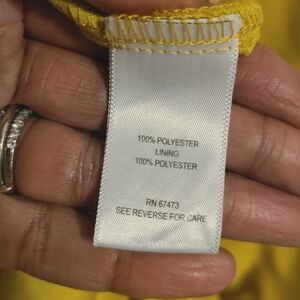 100% POLYESTER
LINING
100% POLYESTER
RN 67473
SEE REVERSE FOR CARE